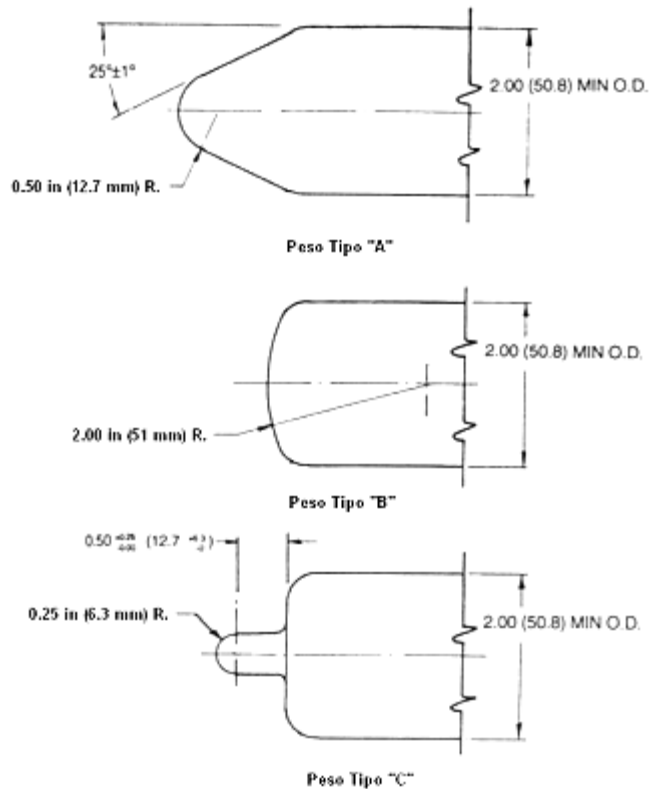 25°±1°
2.00 (50.8) MIN O.D.
0.50 in (12.7 mm) R.
Peso Tipo "A"
2.00 (50.8) MIN O.D.
2.00 in (51 mm) R.
Peso Tipo "B"
0.50 (12.7 )
0.25 in (6.3 mm) R.
2.00 (50.8) MIN O.D.
Peso Tipo "C"